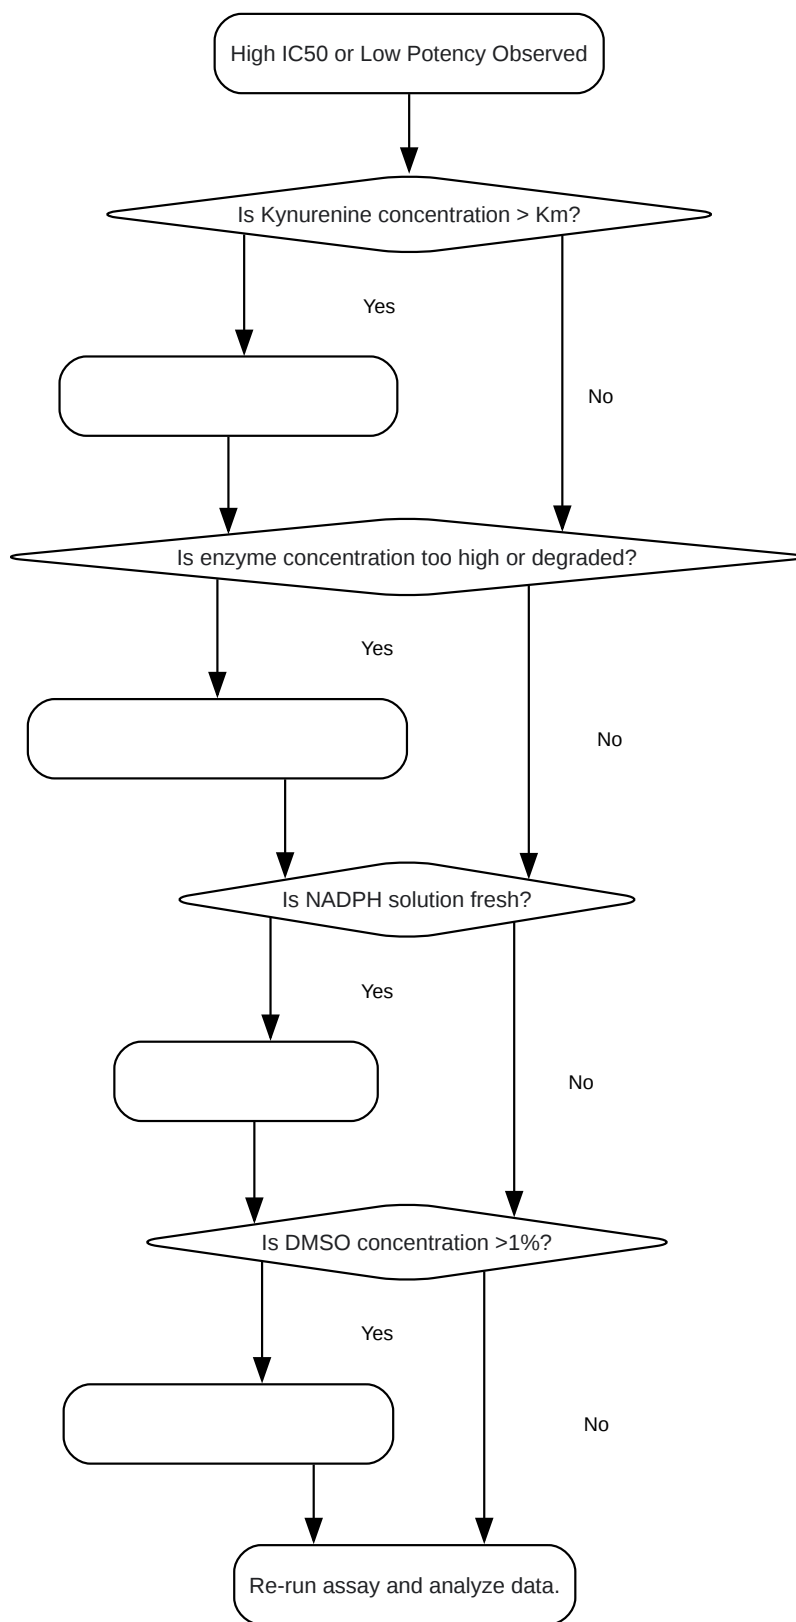 High IC50 or Low Potency Observed
Is Kynurenine concentration > Km?
Yes
No
Is enzyme concentration too high or degraded?
Yes
No
Is NADPH solution fresh?
Yes
No
Is DMSO concentration >1%?
Yes
No
Re-run assay and analyze data.